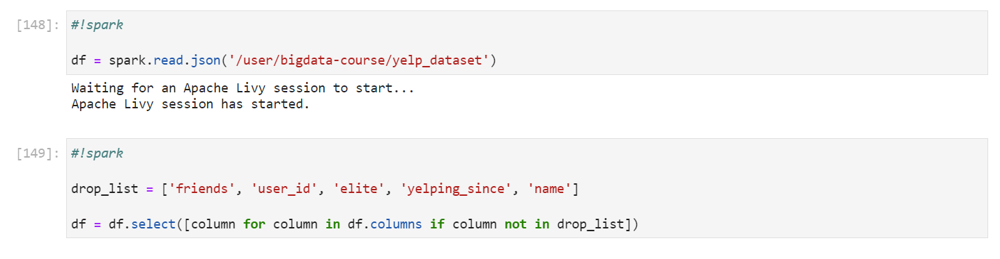 [148]: #!spark
df = spark.read.json('/user/bigdata-course/yelp_dataset')
Waiting for an Apache Livy session to start...
Apache Livy session has started.
[149]: #!spark
drop_list = ['friends', 'user_id', 'elite', 'yelping_since', 'name']
df = df.select([column for column in df.columns if column not in drop_list])